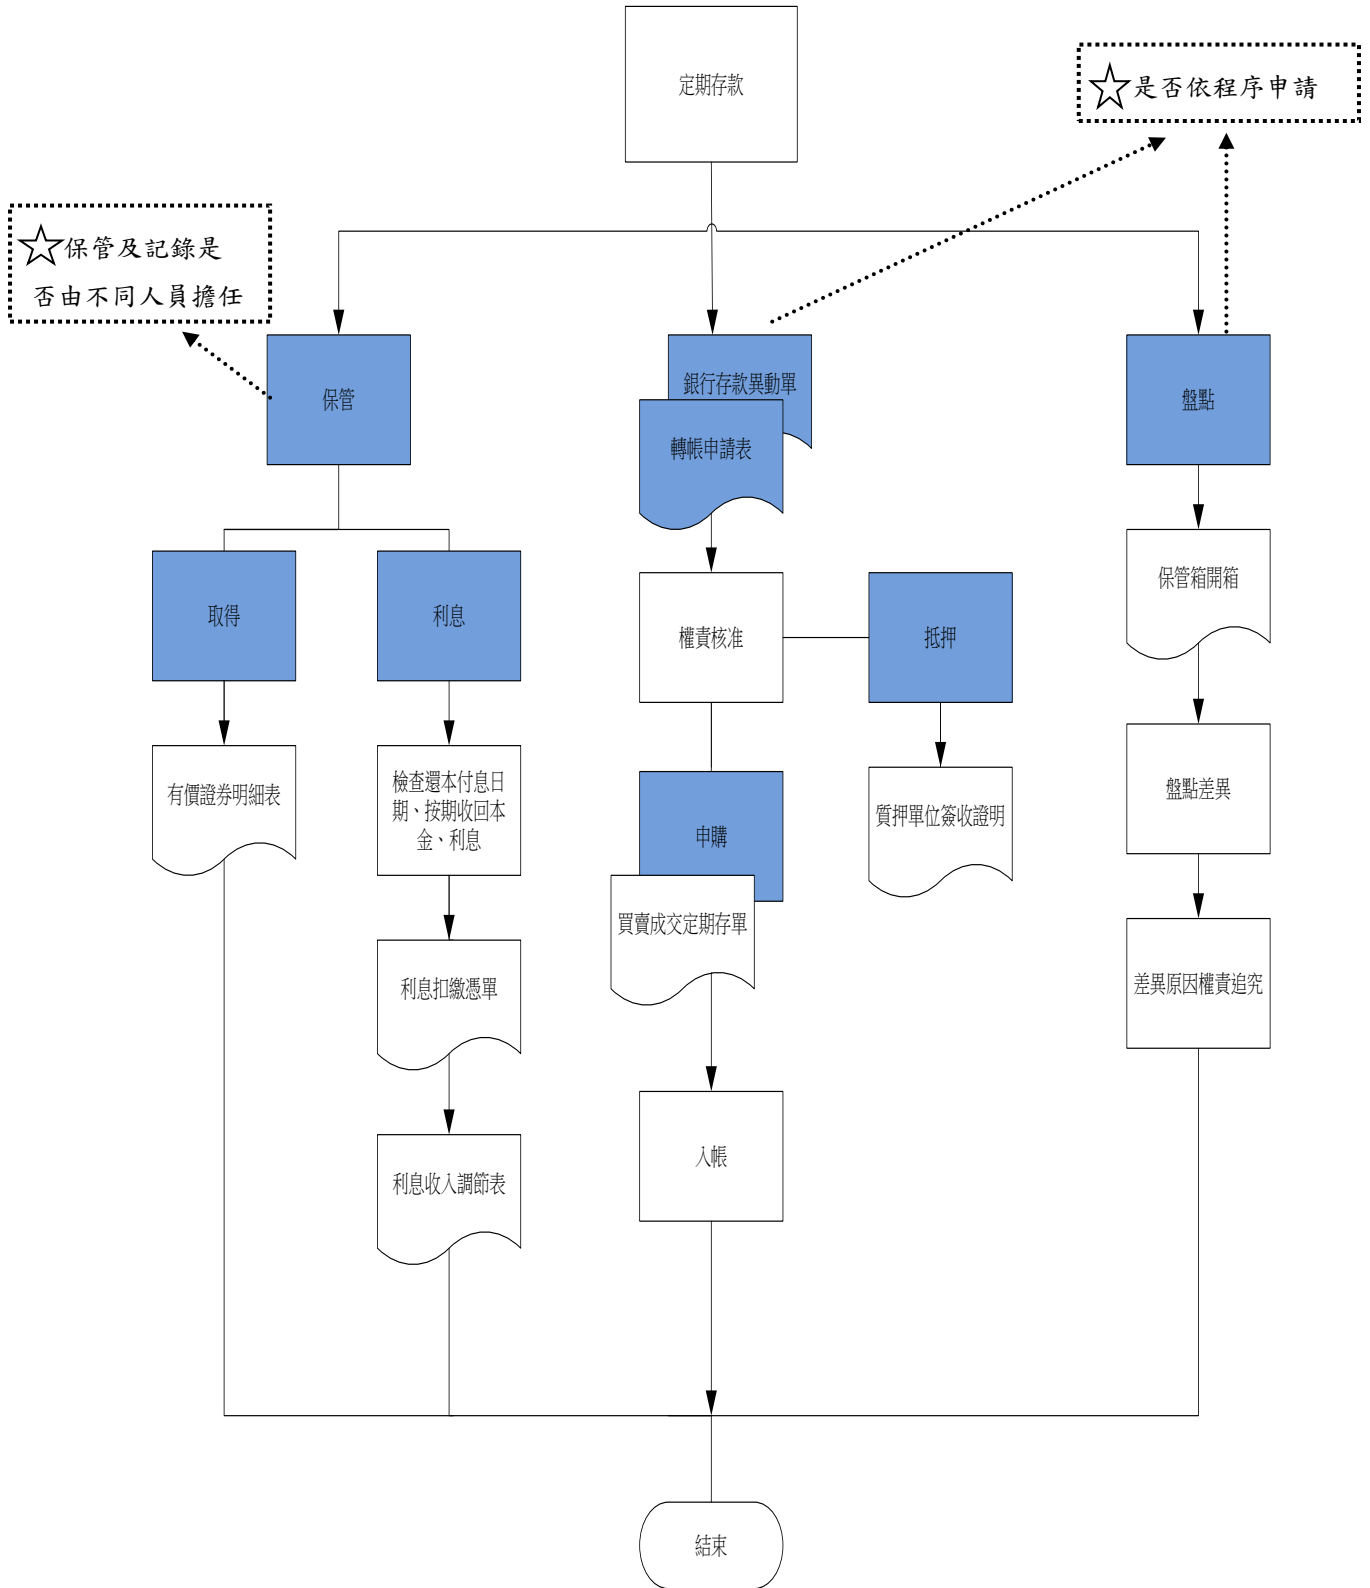 定期存款
☆是否依程序申請
☆保管及記錄是
否由不同人員擔任
保管
銀行存款異動單
轉帳申請表
盤點
取得
利息
權責核准
抵押
保管箱開箱
有價證券明細表
檢查還本付息日
期、按期收回本
金、利息
申購
買賣成交定期存單
質押單位簽收證明
盤點差異
利息扣繳憑單
差異原因權責追究
利息收入調節表
入帳
結束